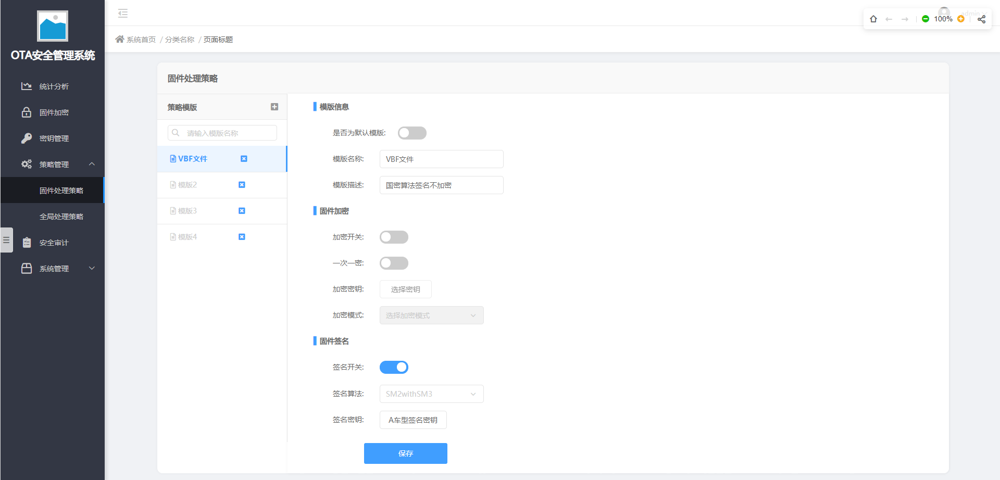 OTA安全管理系统
统计分析
固件加密
密钥管理
策略管理
固件处理策略
全局处理策略
安全审计
系统管理
admin
100%
系统首页 / 分类名称 / 页面标题
固件处理策略
策略模版
请输入模版名称
VBF文件
模版2
模版3
模版4
模版信息
是否为默认模版:
模版名称: VBF文件
模版描述: 国密算法签名不加密
固件加密
加密开关:
一次一密:
加密密钥: 选择密钥
加密模式: 选择加密模式
固件签名
签名开关:
签名算法: SM2withSM3
签名密钥: A车型签名密钥
保存